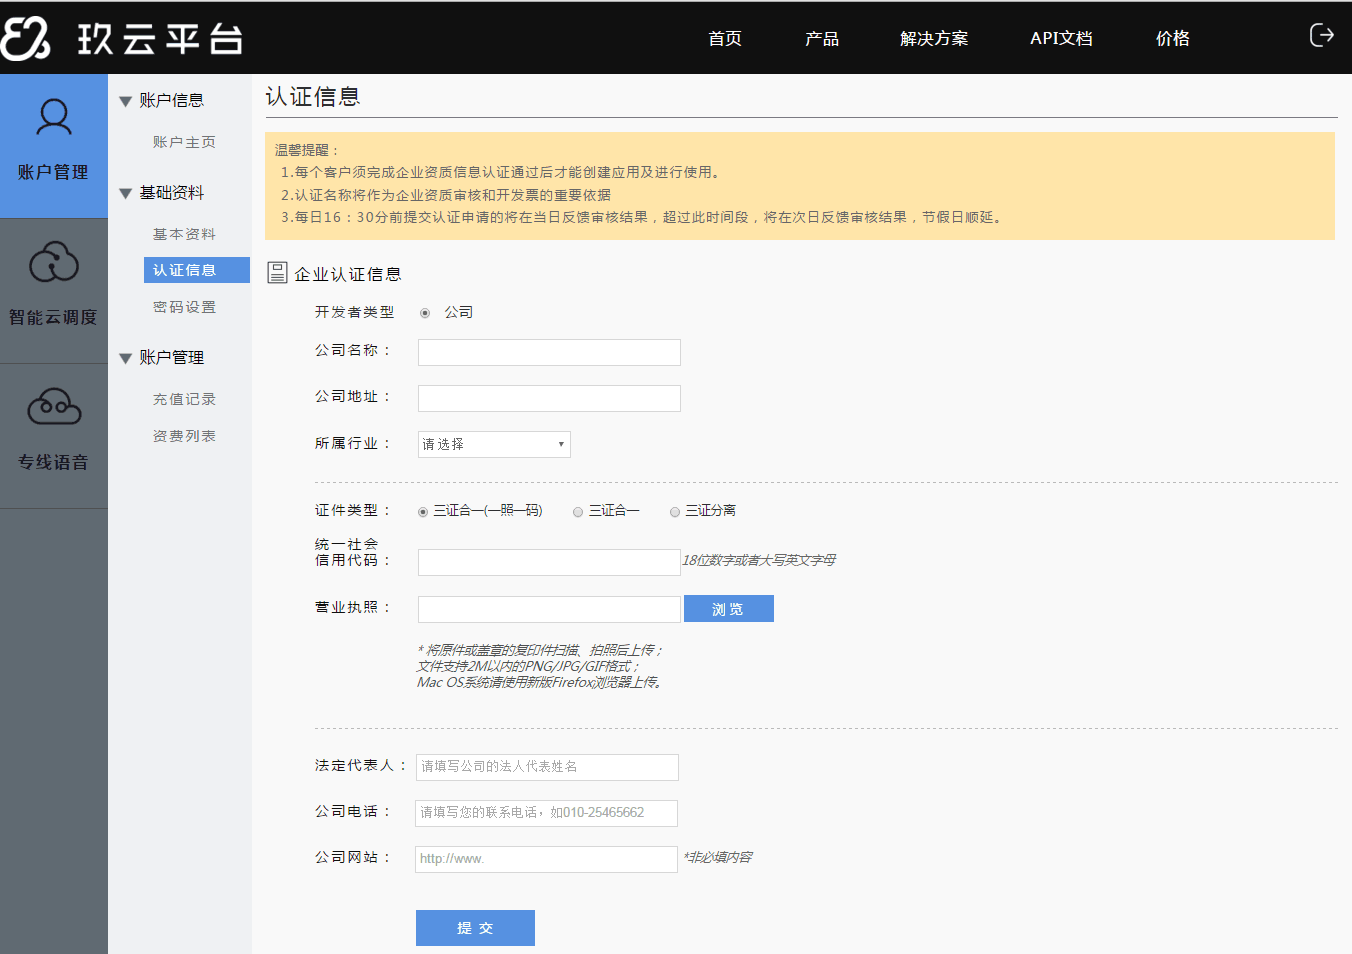 玖云平台
首页
产品
解决方案
API文档
价格
账户管理
智能云调度
专线语音
账户信息
账户主页
基础资料
基本资料
认证信息
密码设置
账户管理
充值记录
资费列表
认证信息
温馨提醒：
1.每个客户须完成企业资质信息认证通过后才能创建应用及进行使用。
2.认证名称将作为企业资质审核和开发票的重要依据
3.每日16：30分前提交认证申请的将在当日反馈审核结果，超过此时间段，将在次日反馈审核结果，节假日顺延。
企业认证信息
开发者类型 公司
公司名称：
公司地址：
所属行业： 请选择
证件类型： 三证合一(一照一码) 三证合一 三证分离
统一社会
信用代码： 18位数字或者大写英文字母
营业执照： 浏览
* 将原件或盖章的复印件扫描、拍照后上传；
文件支持2M以内的PNG/JPG/GIF格式；
Mac OS系统请使用新版Firefox浏览器上传。
法定代表人： 请填写公司的法人代表姓名
公司电话： 请填写您的联系电话，如010-25465662
公司网站： http://www. *非必填内容
提 交